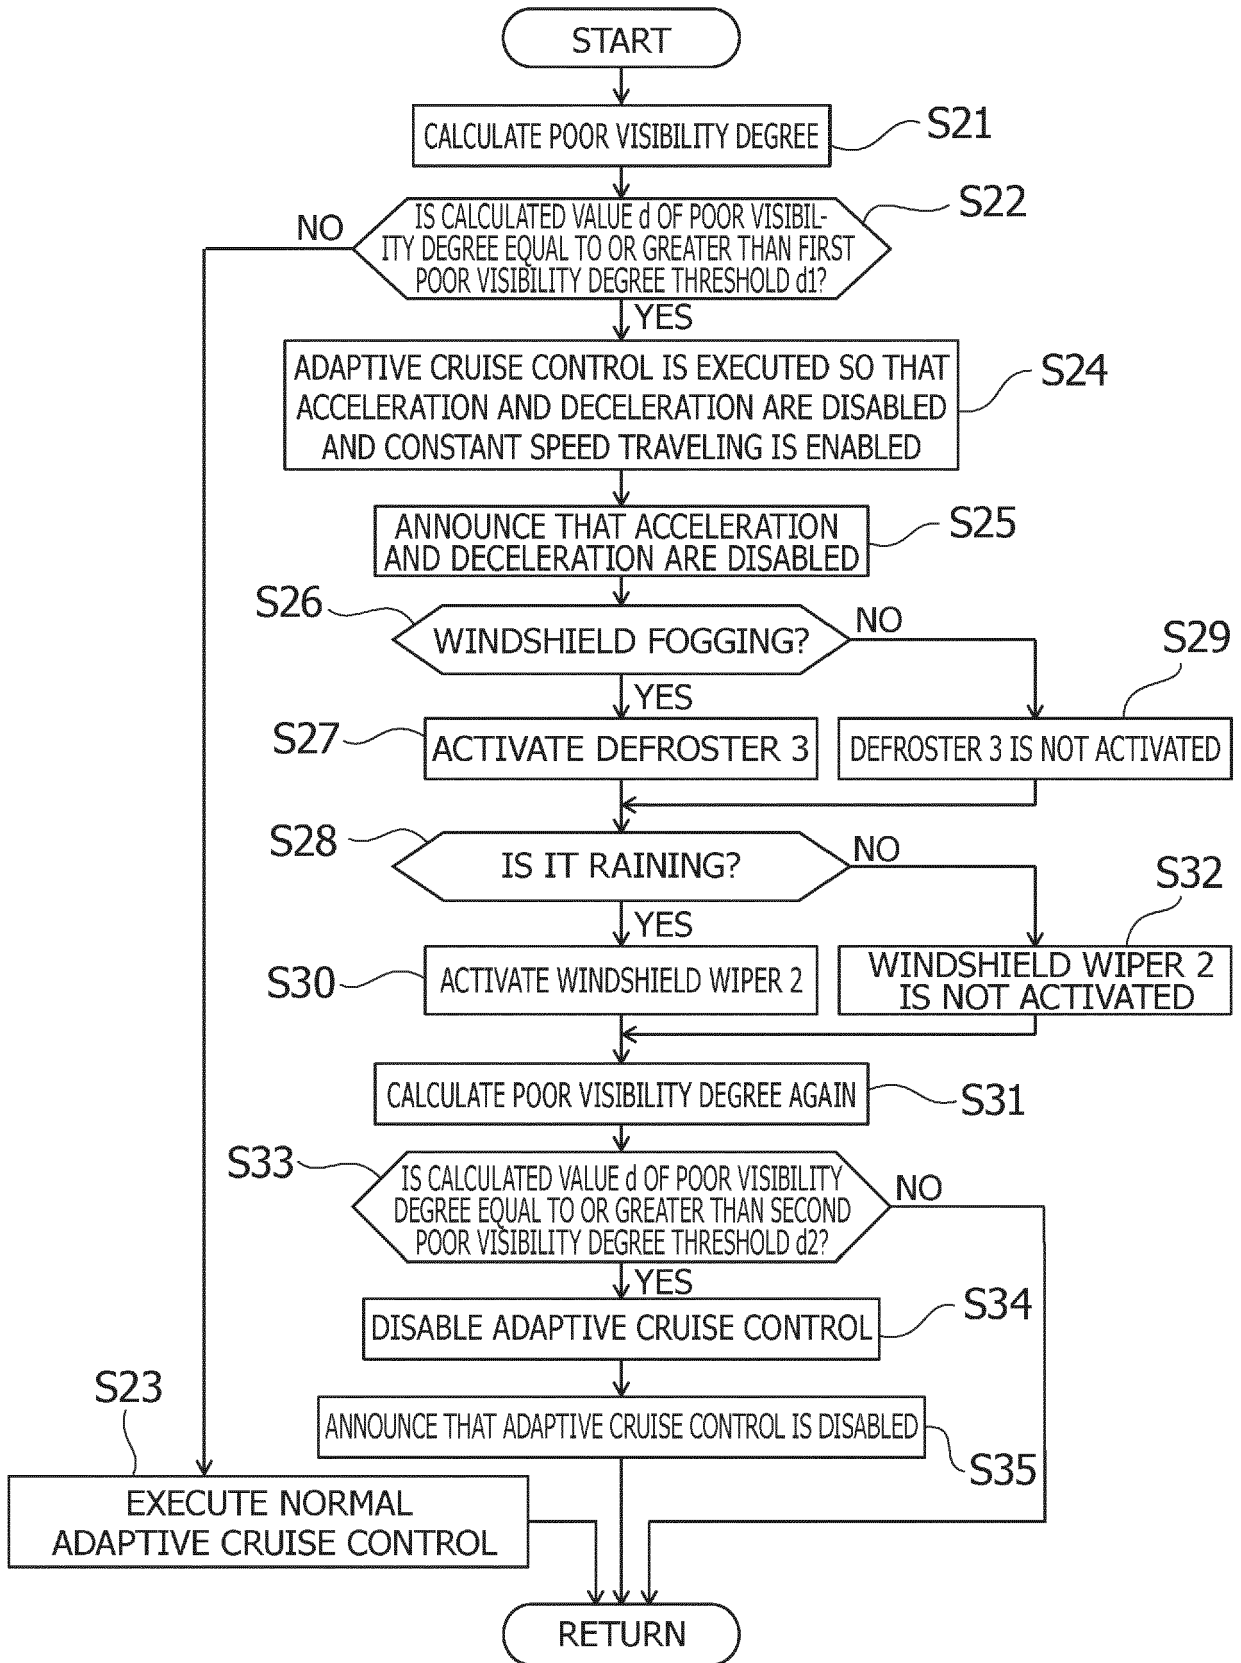 START
CALCULATE POOR VISIBILITY DEGREE
S21
IS CALCULATED VALUE d OF POOR VISIBIL-
ITY DEGREE EQUAL TO OR GREATER THAN FIRST
POOR VISIBILITY DEGREE THRESHOLD d1?
S22
NO
YES
ADAPTIVE CRUISE CONTROL IS EXECUTED SO THAT
ACCELERATION AND DECELERATION ARE DISABLED
AND CONSTANT SPEED TRAVELING IS ENABLED
S24
ANNOUNCE THAT ACCELERATION
AND DECELERATION ARE DISABLED
S25
S26
WINDSHIELD FOGGING?
NO
YES
S29
S27
ACTIVATE DEFROSTER 3
DEFROSTER 3 IS NOT ACTIVATED
S28
IS IT RAINING?
NO
YES
S32
S30
ACTIVATE WINDSHIELD WIPER 2
WINDSHIELD WIPER 2
IS NOT ACTIVATED
CALCULATE POOR VISIBILITY DEGREE AGAIN
S31
S33
IS CALCULATED VALUE d OF POOR VISIBILITY
DEGREE EQUAL TO OR GREATER THAN SECOND
POOR VISIBILITY DEGREE THRESHOLD d2?
NO
YES
DISABLE ADAPTIVE CRUISE CONTROL
S34
ANNOUNCE THAT ADAPTIVE CRUISE CONTROL IS DISABLED
S35
S23
EXECUTE NORMAL
ADAPTIVE CRUISE CONTROL
RETURN